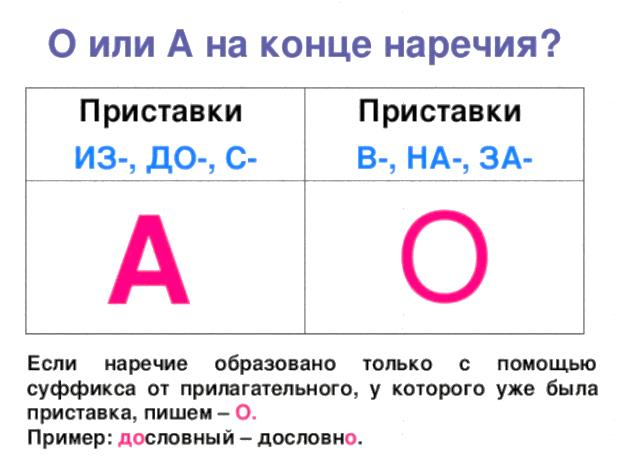 О или А на конце наречия?
Приставки
ИЗ-, ДО-, С-
Приставки
В-, НА-, ЗА-
А
О
Если наречие образовано только с помощью
суффикса от прилагательного, у которого уже была
приставка, пишем – О.
Пример: дословный – дословно.